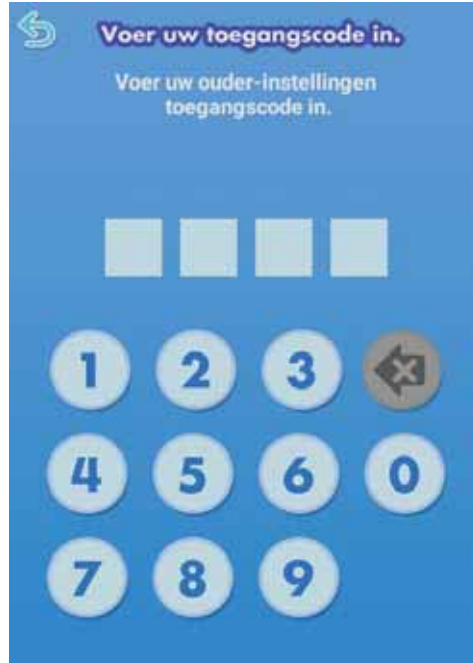 Voer uw toegangscode in.
Voer uw ouder-instellingen
toegangscode in.
1 2 3
4 5 6 0
7 8 9